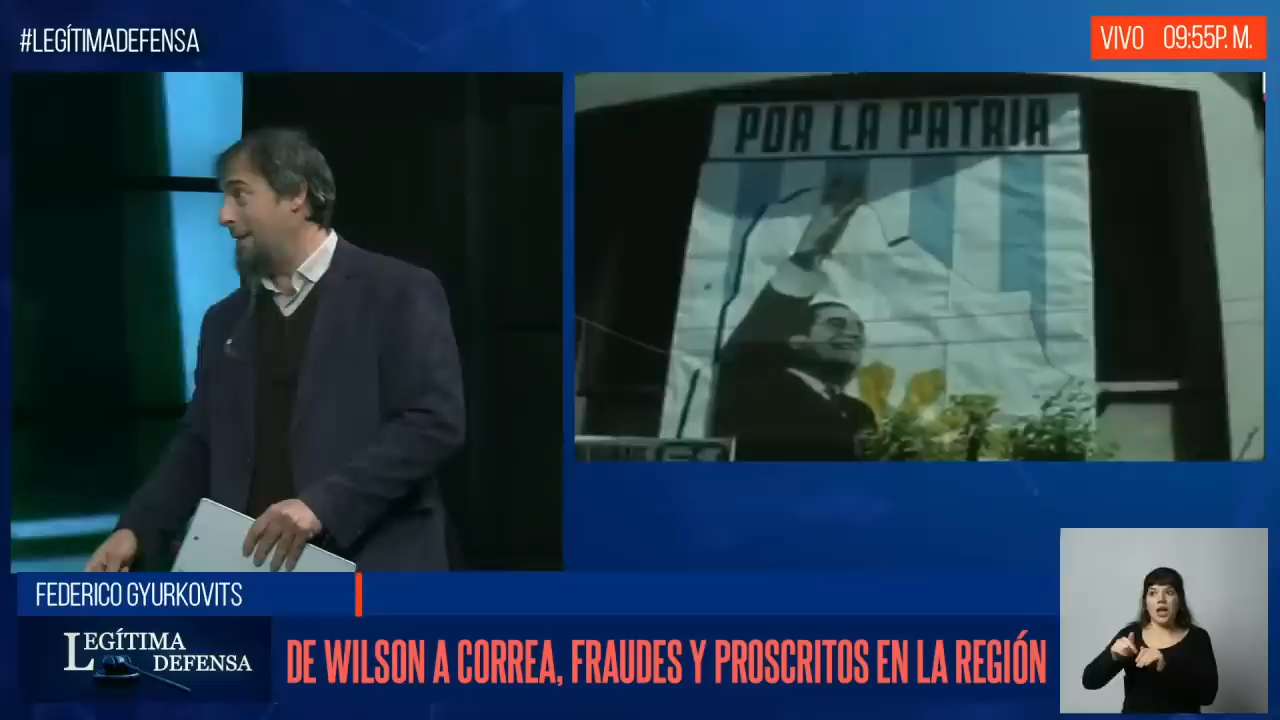 #LEGÍTIMADEFENSA
VIVO 09:55P. M.
POR LA PATRIA
FEDERICO GYURKOVITS
LEGÍTIMA
DEFENSA
DE WILSON A CORREA, FRAUDES Y PROSCRITOS EN LA REGIÓN